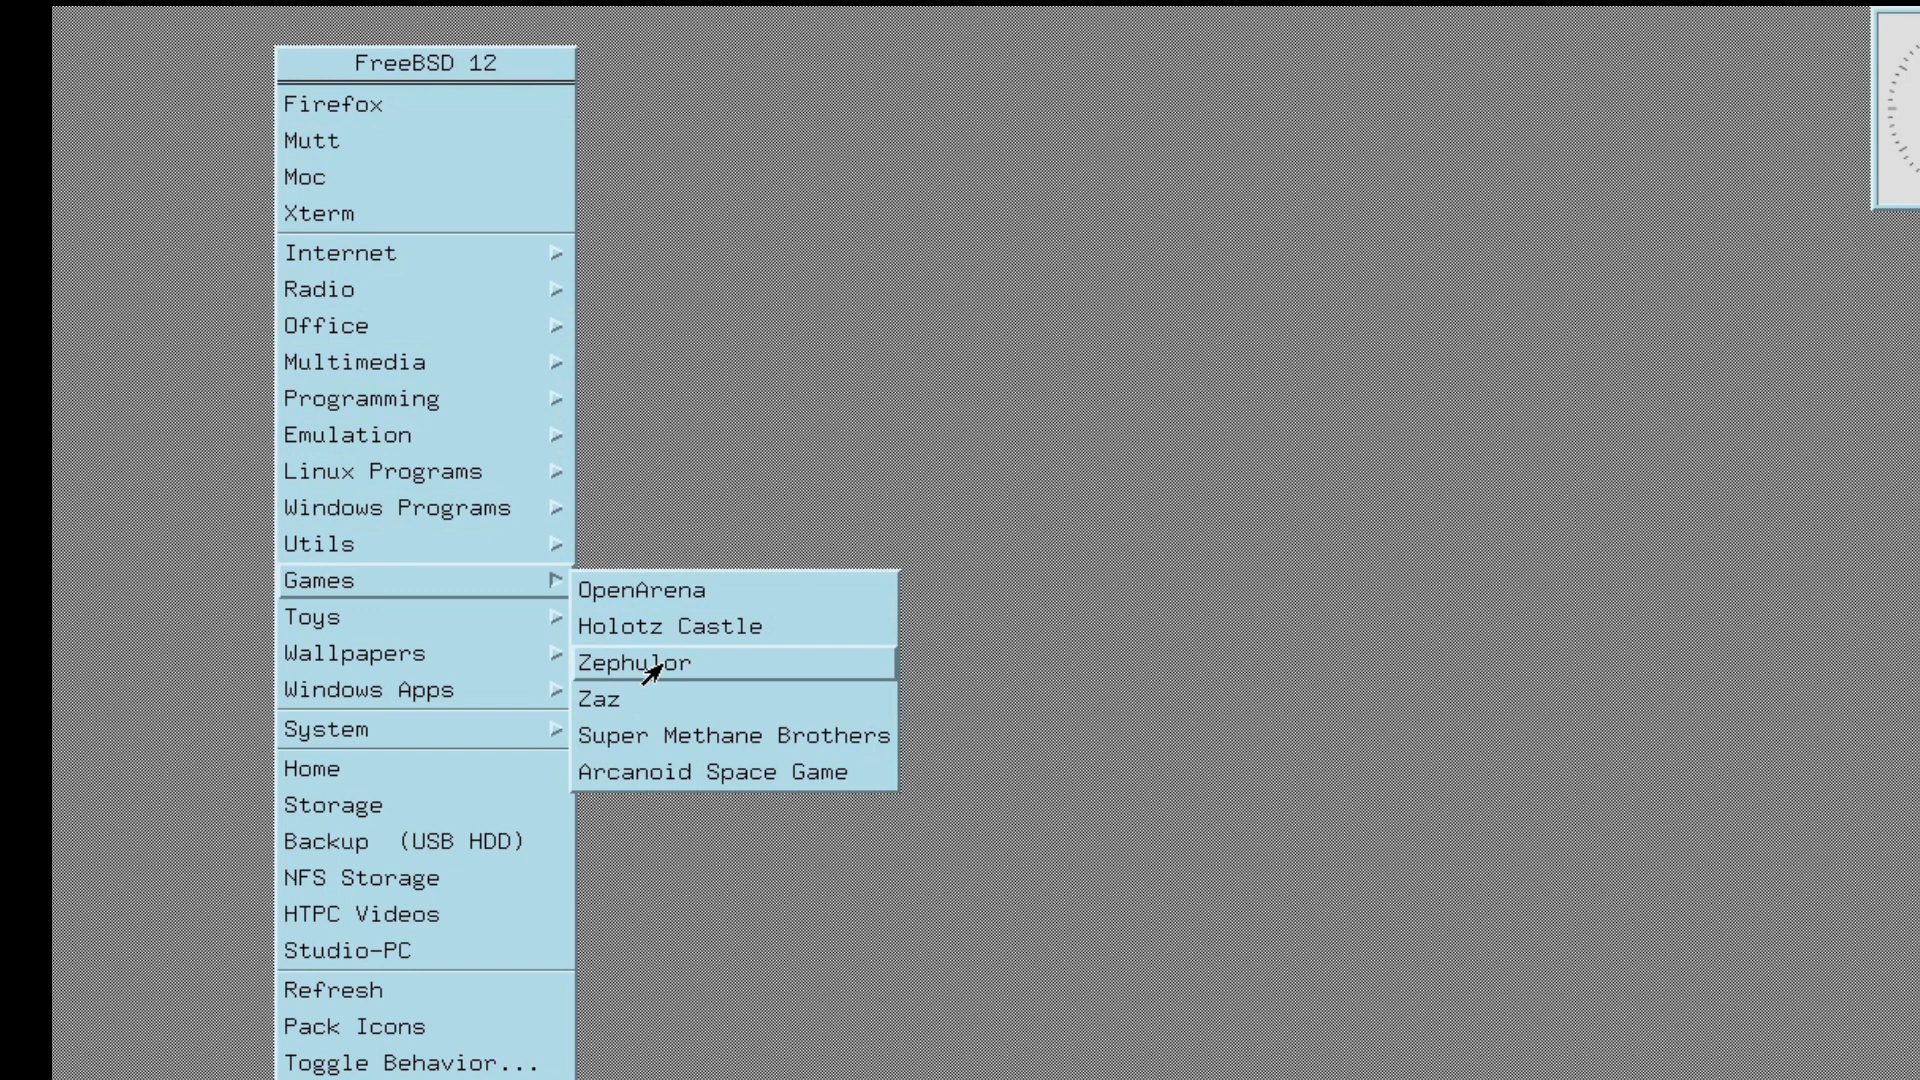 FreeBSD 12
Firefox
Mutt
Moc
Xterm
Internet
Radio
Office
Multimedia
Programming
Emulation
Linux Programs
Windows Programs
Utils
Games
Toys
Wallpapers
Windows Apps
System
Home
Storage
Backup (USB HDD)
NFS Storage
HTPC Videos
Studio-PC
Refresh
Pack Icons
Toggle Behavior...
OpenArena
Holotz Castle
Zephulor
Zaz
Super Methane Brothers
Arcanoid Space Game